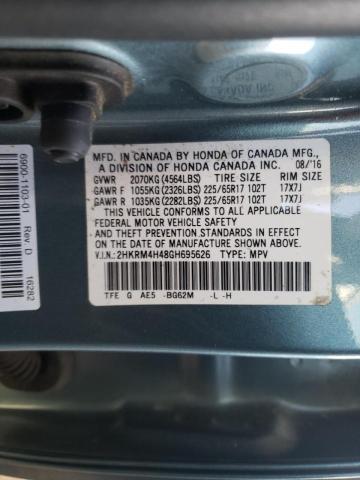 MFD. IN CANADA BY HONDA OF CANADA MFG.,
A DIVISION OF HONDA CANADA INC. 08/'16
GVWR 2070KG (4564LBS) TIRE SIZE RIM SIZE
GAWR F 1055KG (2326LBS) 225/65R17 102T 17X7J
GAWR R 1035KG (2282LBS) 225/65R17 102T 17X7J
THIS VEHICLE CONFORMS TO ALL APPLICABLE
FEDERAL MOTOR VEHICLE SAFETY
AND THEFT PREVENTION STANDARDS IN EFFECT
ON THE DATE OF MANUFACTURE SHOWN ABOVE.
V.I.N.: 2HKRM4H48GH695626 TYPE: MPV
TFE G AE5 -BG62M -L -H
6900-1103-01 Rev. D 16282